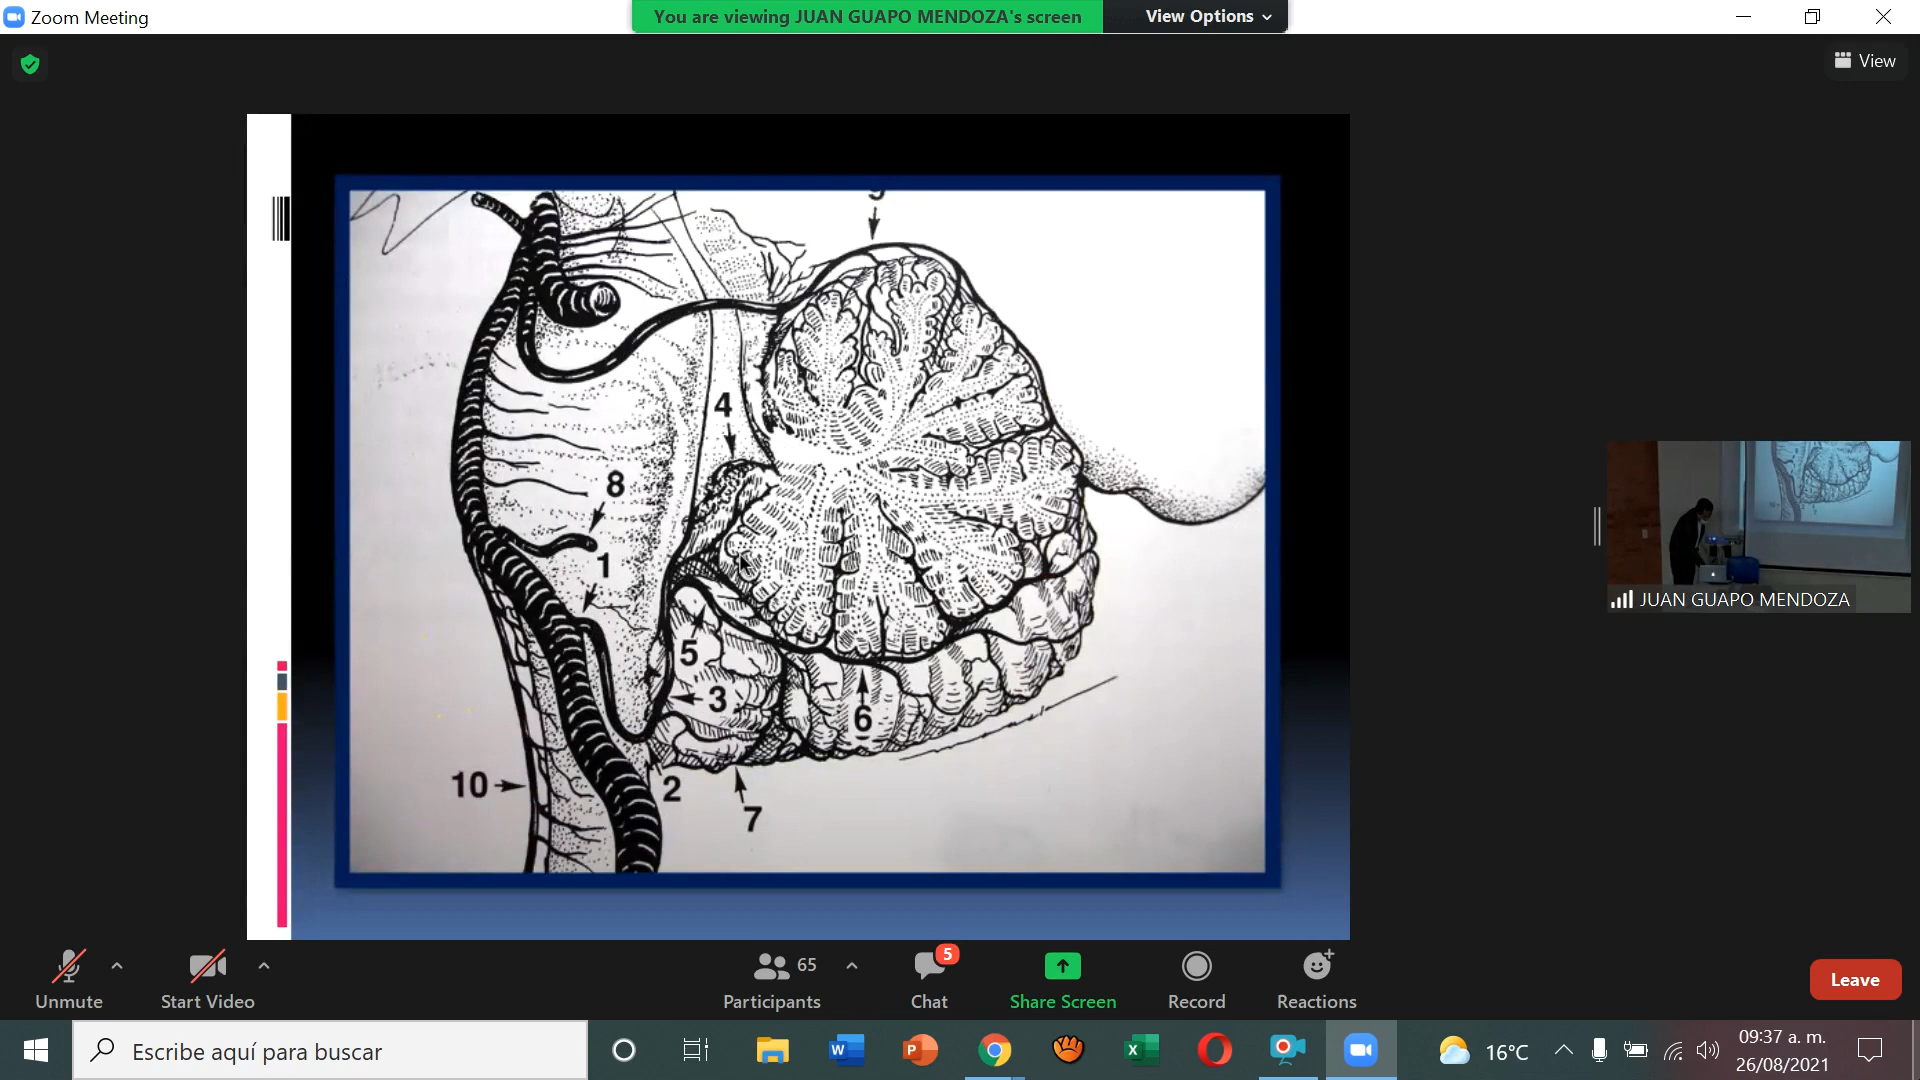 Zoom Meeting
You are viewing JUAN GUAPO MENDOZA's screen
View Options
View
9
4
8
1
5
3
6
10
2
7
JUAN GUAPO MENDOZA
Unmute
Start Video
65
Participants
5
Chat
Share Screen
Record
Reactions
Leave
Escribe aquí para buscar
16°C
09:37 a. m.
26/08/2021